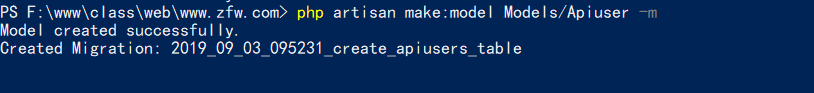 PS F:\www\class\web\www.zfw.com> php artisan make:model Models/Apiuser -m
Model created successfully.
Created Migration: 2019_09_03_095231_create_apiusers_table